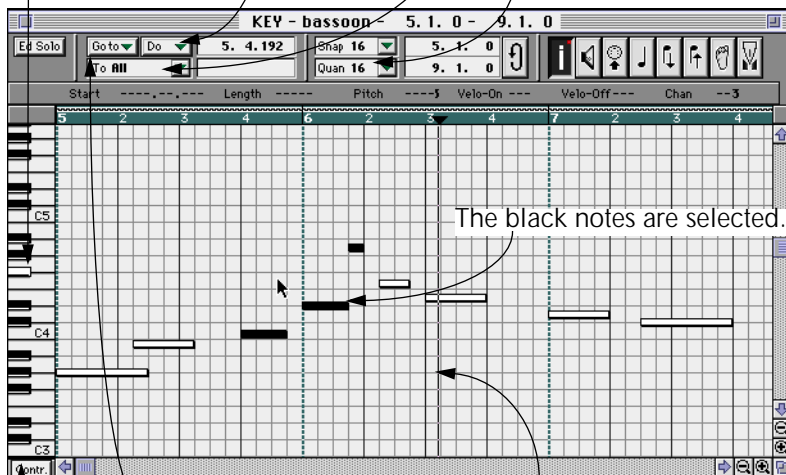 KEY - bassoon - 5. 1. 0 - 9. 1. 0
Ed Solo Goto Do 5. 4.192 Snap 16 5. 1. 0
To All Quan 16 9. 1. 0
Start ----.--.--- Length ----- Pitch ----5 Velo-On --- Velo-Off--- Chan --3
5 2 3 4 6 2 3 4 7 2 3 4
C5
The black notes are selected.
C4
C3
Contr.